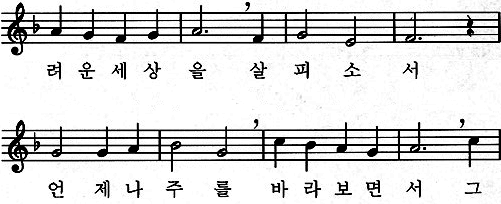 려 운 세 상 을 살 피 소 서
언 제 나 주 를 바 라 보 면 서 그